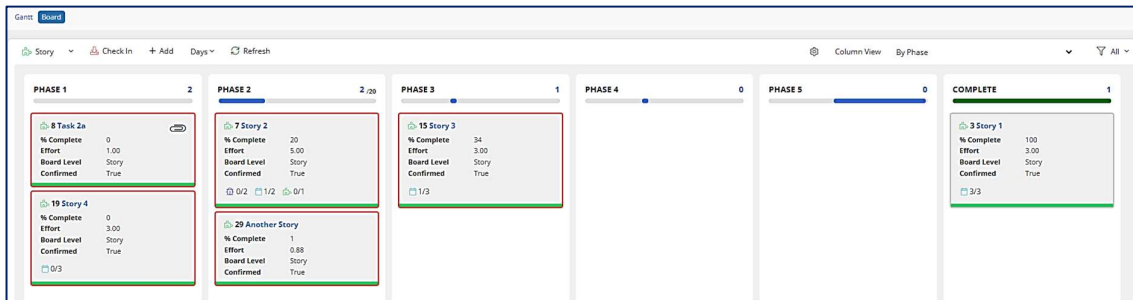 Gantt Board
Story Check In + Add Days Refresh Column View By Phase All
PHASE 1 2
8 Task 2a
% Complete 0
Effort 1.00
Board Level Story
Confirmed True
19 Story 4
% Complete 0
Effort 3.00
Board Level Story
Confirmed True
0/3
PHASE 2 2 /20
7 Story 2
% Complete 20
Effort 5.00
Board Level Story
Confirmed True
0/2 1/2 0/1
29 Another Story
% Complete 1
Effort 0.88
Board Level Story
Confirmed True
PHASE 3 1
15 Story 3
% Complete 34
Effort 3.00
Board Level Story
Confirmed True
1/3
PHASE 4 0
PHASE 5 0
COMPLETE 1
3 Story 1
% Complete 100
Effort 3.00
Board Level Story
Confirmed True
3/3